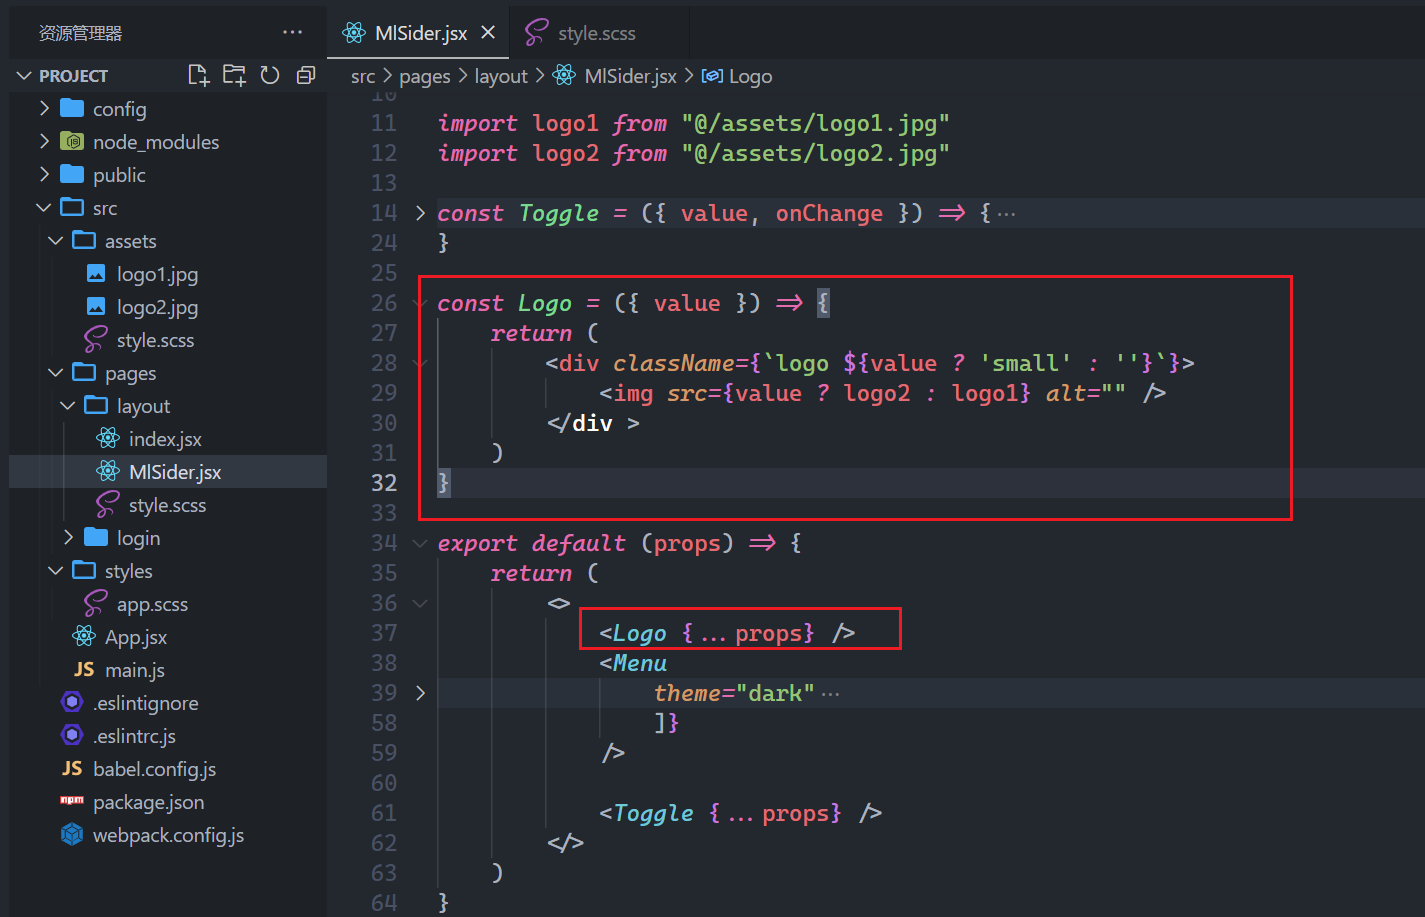 资源管理器 ···
PROJECT
config
node_modules
public
src
assets
logo1.jpg
logo2.jpg
style.scss
pages
layout
index.jsx
MlSider.jsx
style.scss
login
styles
app.scss
App.jsx
JS main.js
.eslintignore
.eslintrc.js
JS babel.config.js
npm package.json
webpack.config.js
MlSider.jsx
style.scss
src > pages > layout > MlSider.jsx > Logo
10
11 import logo1 from "@/assets/logo1.jpg"
12 import logo2 from "@/assets/logo2.jpg"
13
14 const Toggle = ({ value, onChange }) => {···
24 }
25
26 const Logo = ({ value }) => {
27 return (
28 <div className={`logo ${value ? 'small' : ''}`}>
29 <img src={value ? logo2 : logo1} alt="" />
30 </div >
31 )
32 }
33
34 export default (props) => {
35 return (
36 <>
37 <Logo {...props} />
38 <Menu
39 theme="dark"···
58 ]}
59 />
60
61 <Toggle {...props} />
62 </>
63 )
64 }